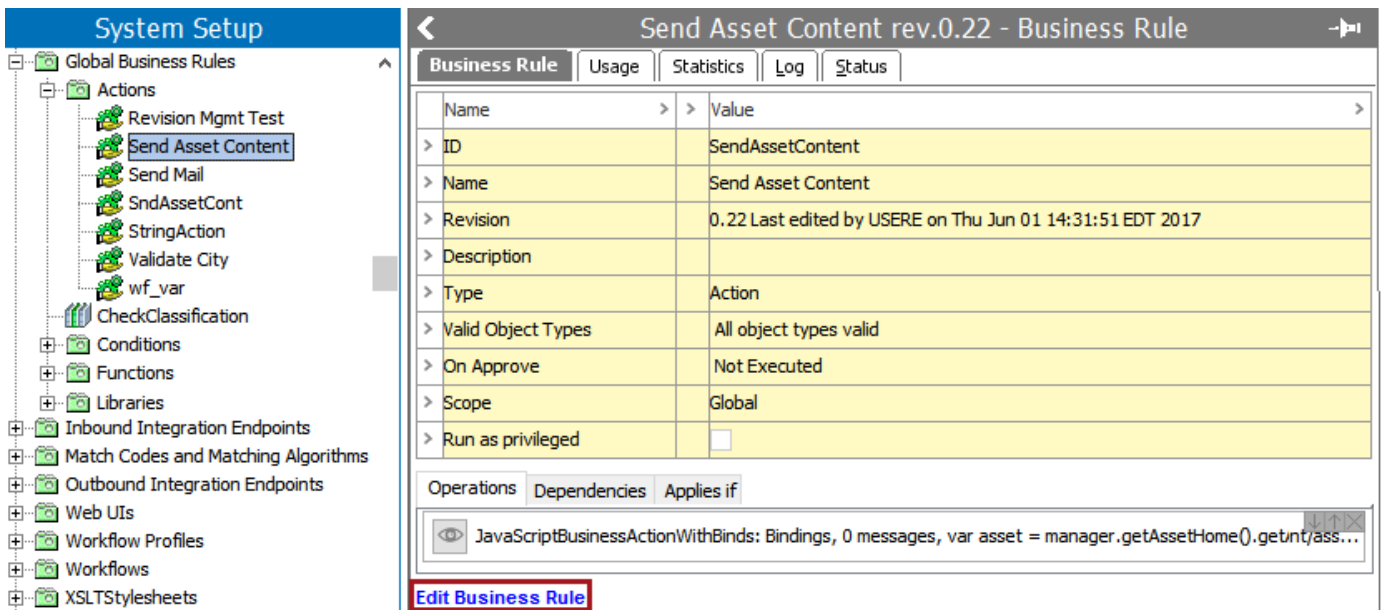 System Setup
Global Business Rules
Actions
Revision Mgmt Test
Send Asset Content
Send Mail
SndAssetCont
StringAction
Validate City
wf_var
CheckClassification
Conditions
Functions
Libraries
Inbound Integration Endpoints
Match Codes and Matching Algorithms
Outbound Integration Endpoints
Web UIs
Workflow Profiles
Workflows
XSLTStylesheets
Send Asset Content rev.0.22 - Business Rule
Business Rule Usage Statistics Log Status
Name > > Value >
> ID SendAssetContent
> Name Send Asset Content
> Revision 0.22 Last edited by USERE on Thu Jun 01 14:31:51 EDT 2017
> Description
> Type Action
> Valid Object Types All object types valid
> On Approve Not Executed
> Scope Global
> Run as privileged
Operations Dependencies Applies if
JavaScriptBusinessActionWithBinds: Bindings, 0 messages, var asset = manager.getAssetHome().get
Edit Business Rule